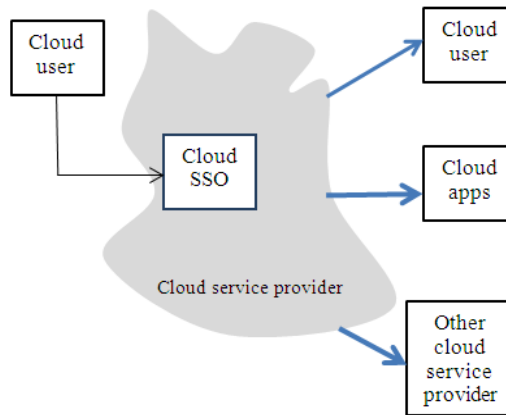 Cloud
user
Cloud
user
Cloud
SSO
Cloud
apps
Cloud service provider
Other
cloud
service
provider